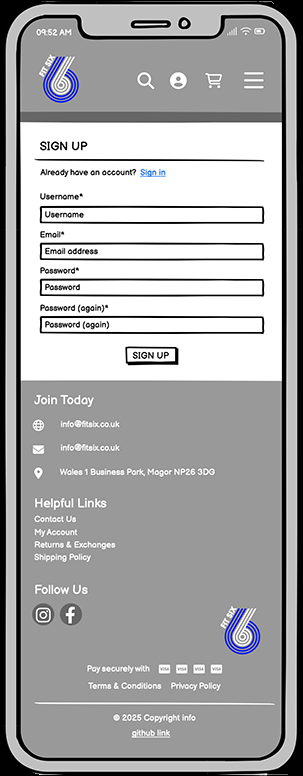 09:52 AM
FIT SIX
SIGN UP
Already have an account? Sign in
Username*
Username
Email*
Email address
Password*
Password
Password (again)*
Password (again)
SIGN UP
Join Today
info@fitsix.co.uk
info@fitsix.co.uk
Wales 1 Business Park, Magor NP26 3DG
Helpful Links
Contact Us
My Account
Returns & Exchanges
Shipping Policy
Follow Us
FIT SIX
Pay securely with VISA VISA VISA VISA
Terms & Conditions Privacy Policy
© 2025 Copyright info
github link